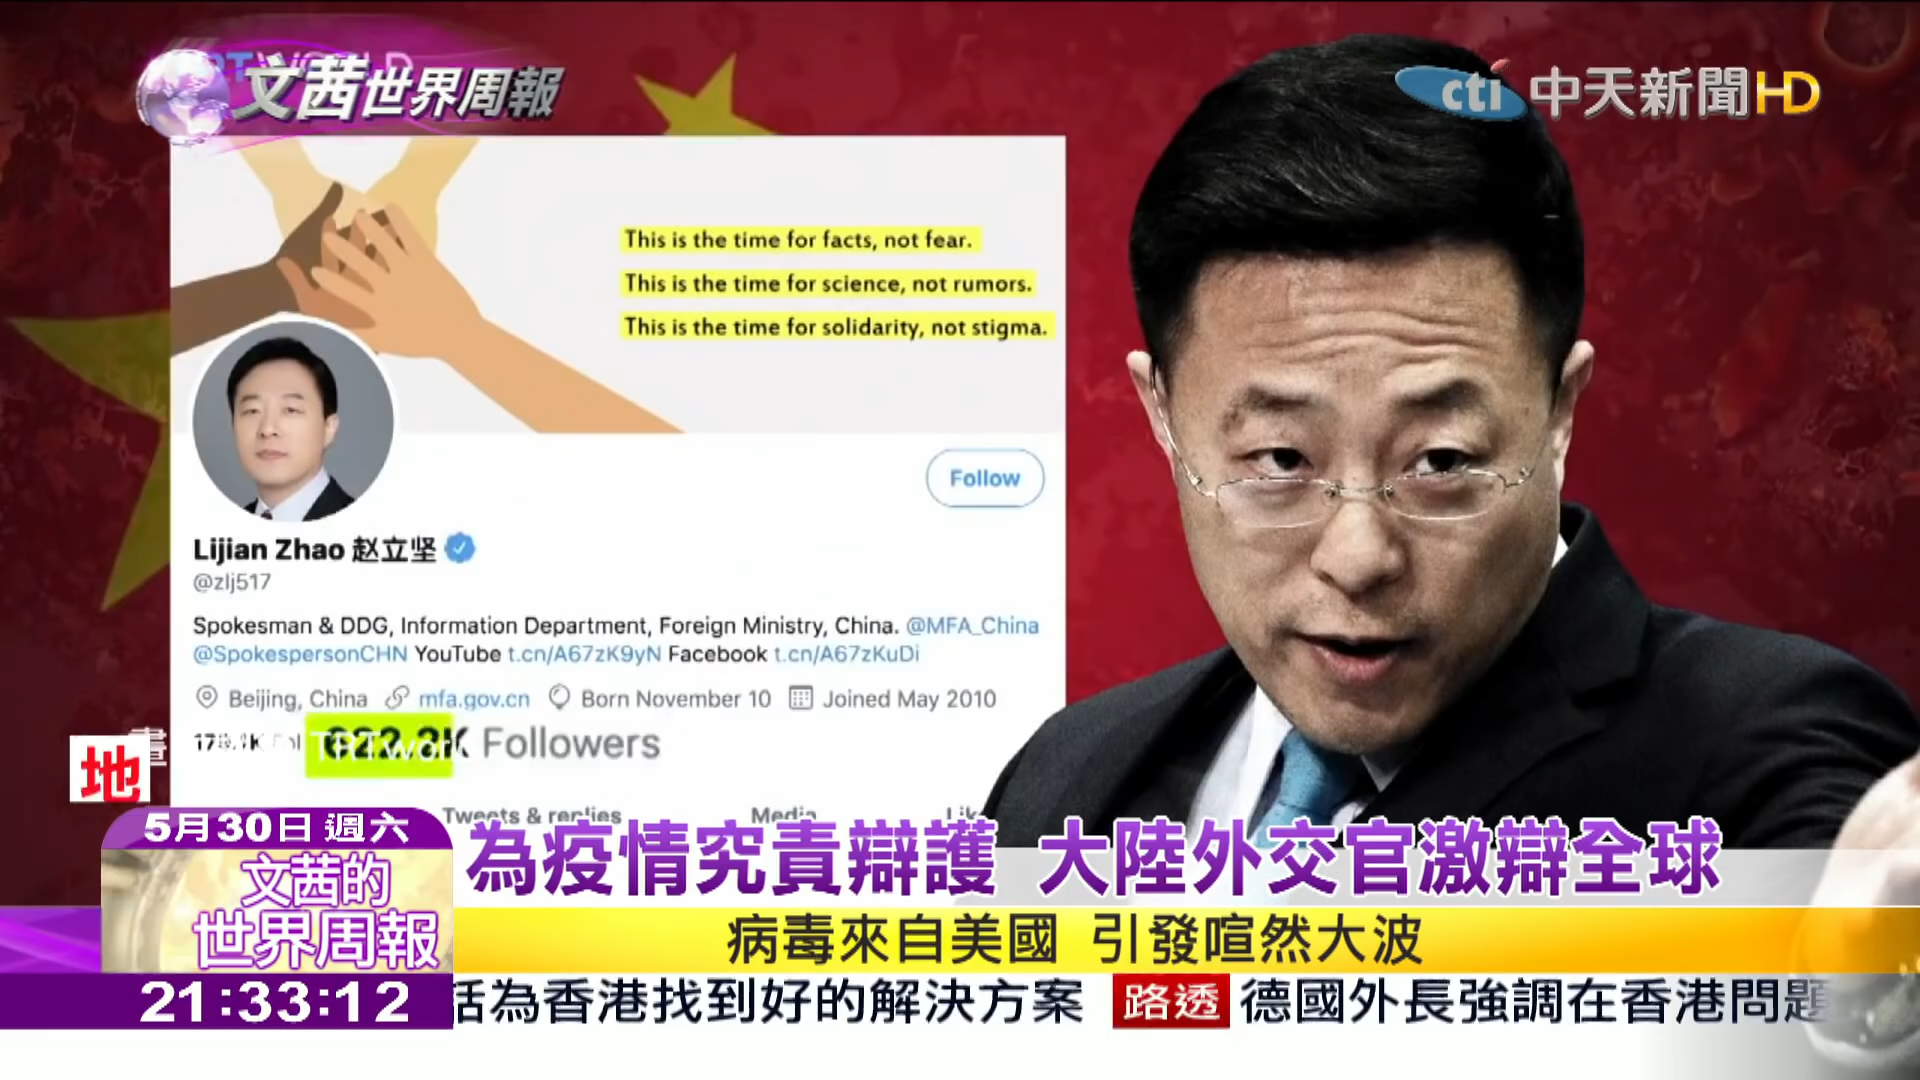 文茜世界周報
cti 中天新聞HD
This is the time for facts, not fear.
This is the time for science, not rumors.
This is the time for solidarity, not stigma.
Follow
Lijian Zhao 赵立坚
@zlj517
Spokesman & DDG, Information Department, Foreign Ministry, China. @MFA_China
@SpokespersonCHN YouTube t.cn/A67zK9yN Facebook t.cn/A67zKuDi
Beijing, China mfa.gov.cn Born November 10 Joined May 2010
Followers
地
Tweets & replies Media
5月30日 週六
文茜的
世界周報
為疫情究責辯護 大陸外交官激辯全球
病毒來自美國 引發喧然大波
21:33:12
話為香港找到好的解決方案 路透 德國外長強調在香港問題